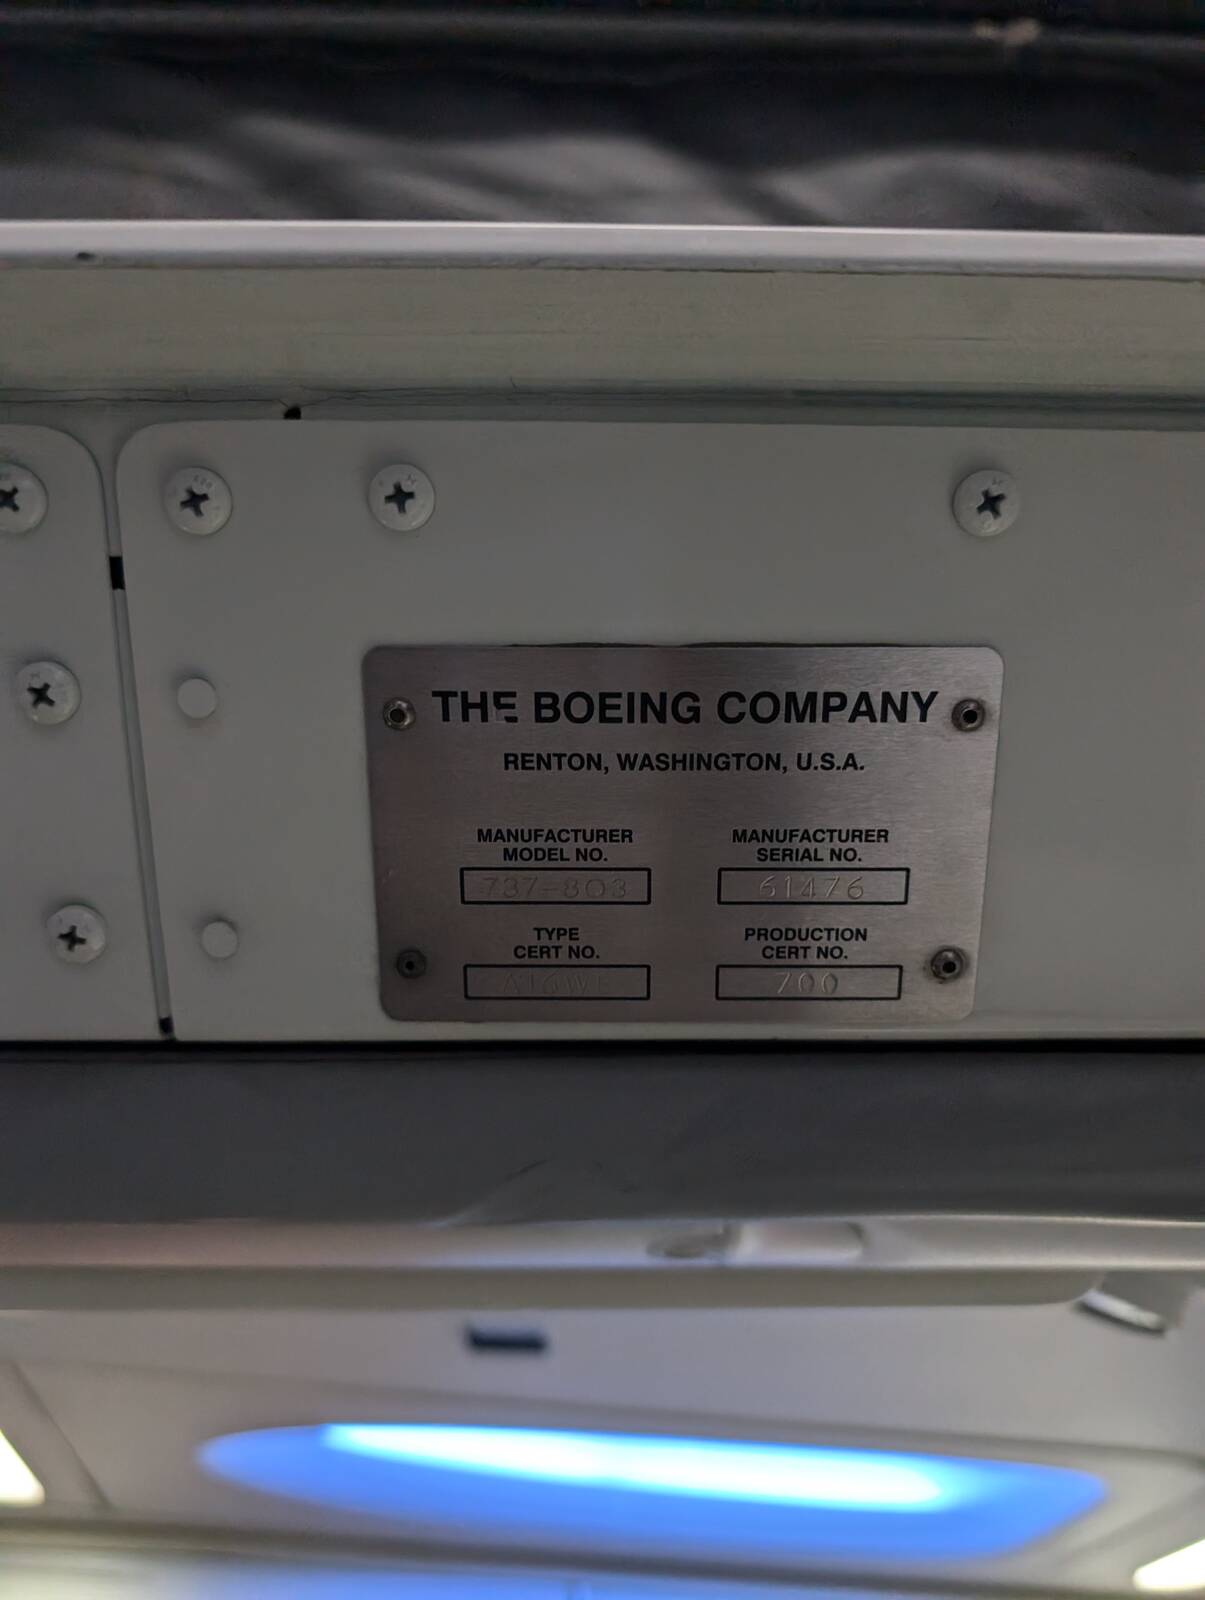 THE BOEING COMPANY
RENTON, WASHINGTON, U.S.A.
MANUFACTURER
MODEL NO.
737-803
MANUFACTURER
SERIAL NO.
61476
TYPE
CERT NO.
A16WE
PRODUCTION
CERT NO.
700